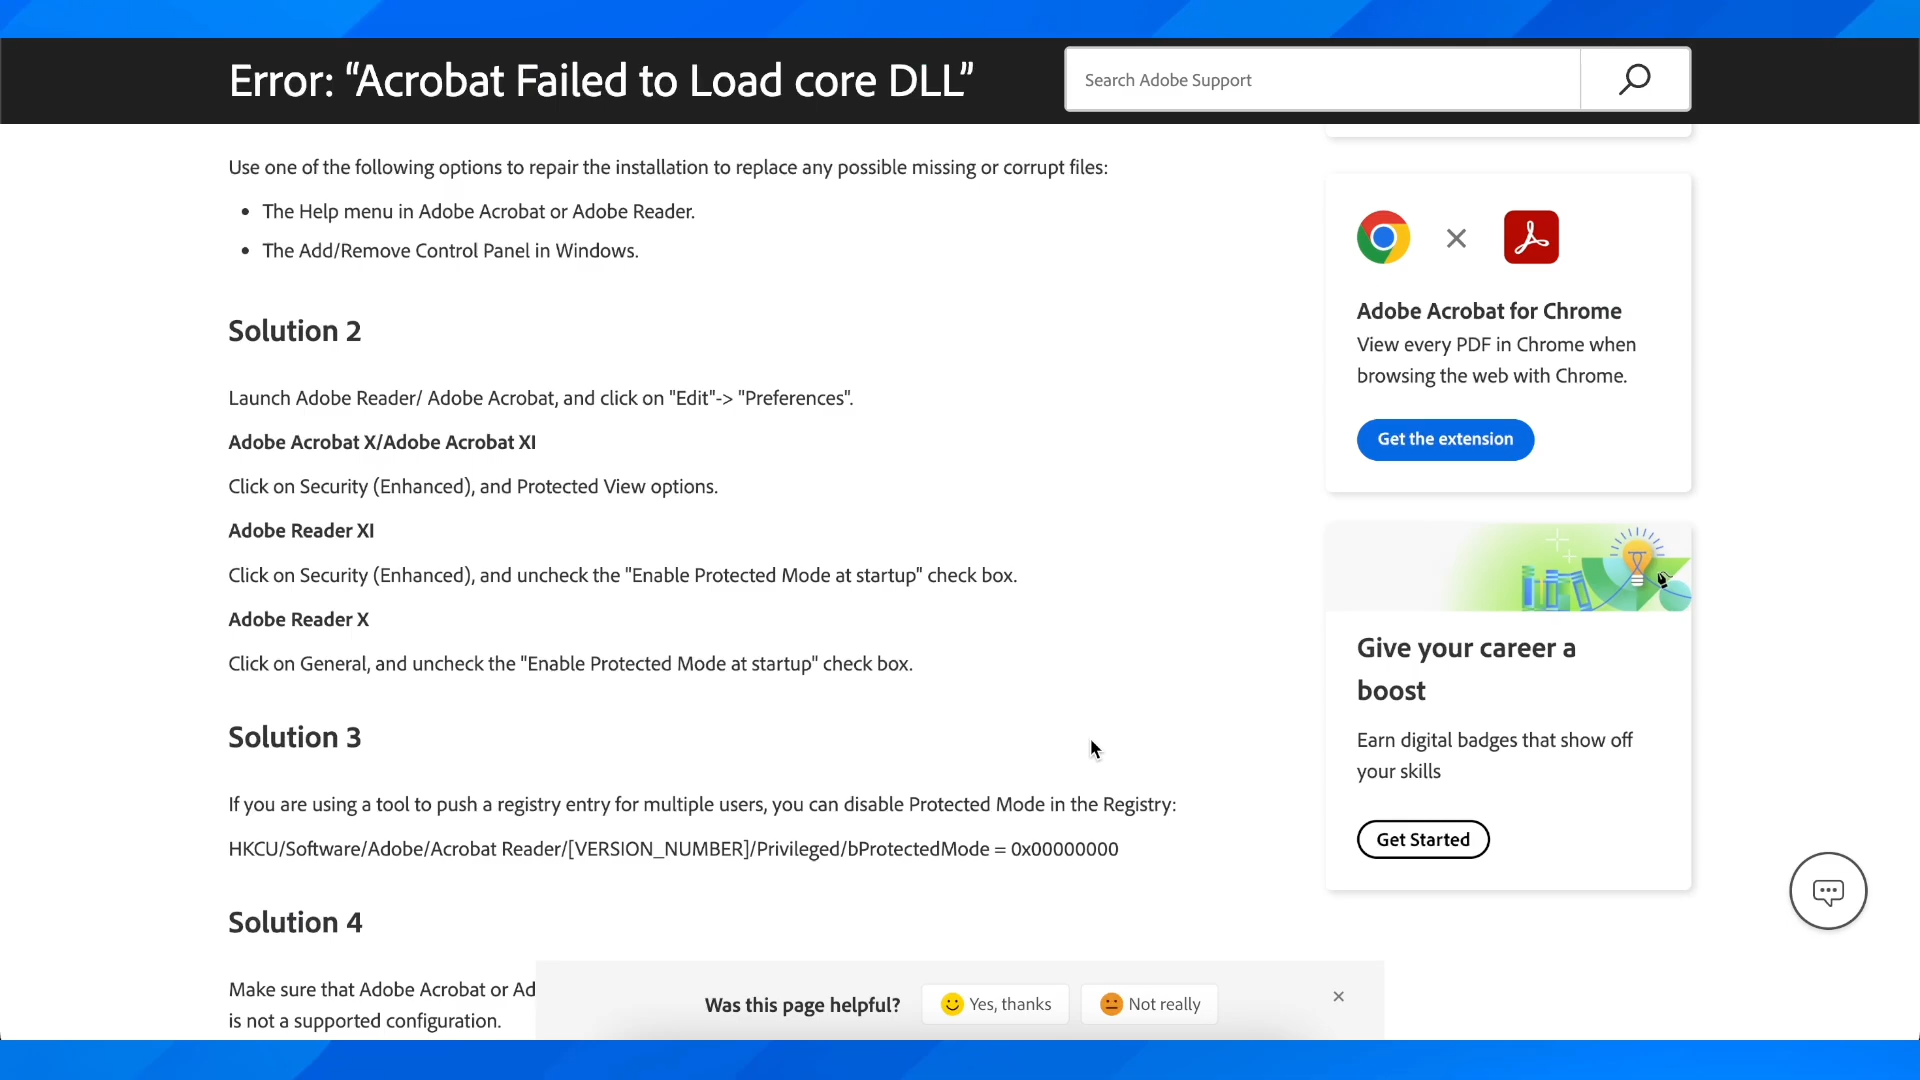 Error: “Acrobat Failed to Load core DLL”
Search Adobe Support
Use one of the following options to repair the installation to replace any possible missing or corrupt files:
• The Help menu in Adobe Acrobat or Adobe Reader.
• The Add/Remove Control Panel in Windows.
Solution 2
Launch Adobe Reader/ Adobe Acrobat, and click on "Edit"-> "Preferences".
Adobe Acrobat X/Adobe Acrobat XI
Click on Security (Enhanced), and Protected View options.
Adobe Reader XI
Click on Security (Enhanced), and uncheck the "Enable Protected Mode at startup" check box.
Adobe Reader X
Click on General, and uncheck the "Enable Protected Mode at startup" check box.
Solution 3
If you are using a tool to push a registry entry for multiple users, you can disable Protected Mode in the Registry:
HKCU/Software/Adobe/Acrobat Reader/[VERSION_NUMBER]/Privileged/bProtectedMode = 0x00000000
Solution 4
Make sure that Adobe Acrobat or Ad
is not a supported configuration.
Adobe Acrobat for Chrome
View every PDF in Chrome when
browsing the web with Chrome.
Get the extension
Give your career a
boost
Earn digital badges that show off
your skills
Get Started
Was this page helpful?
Yes, thanks
Not really